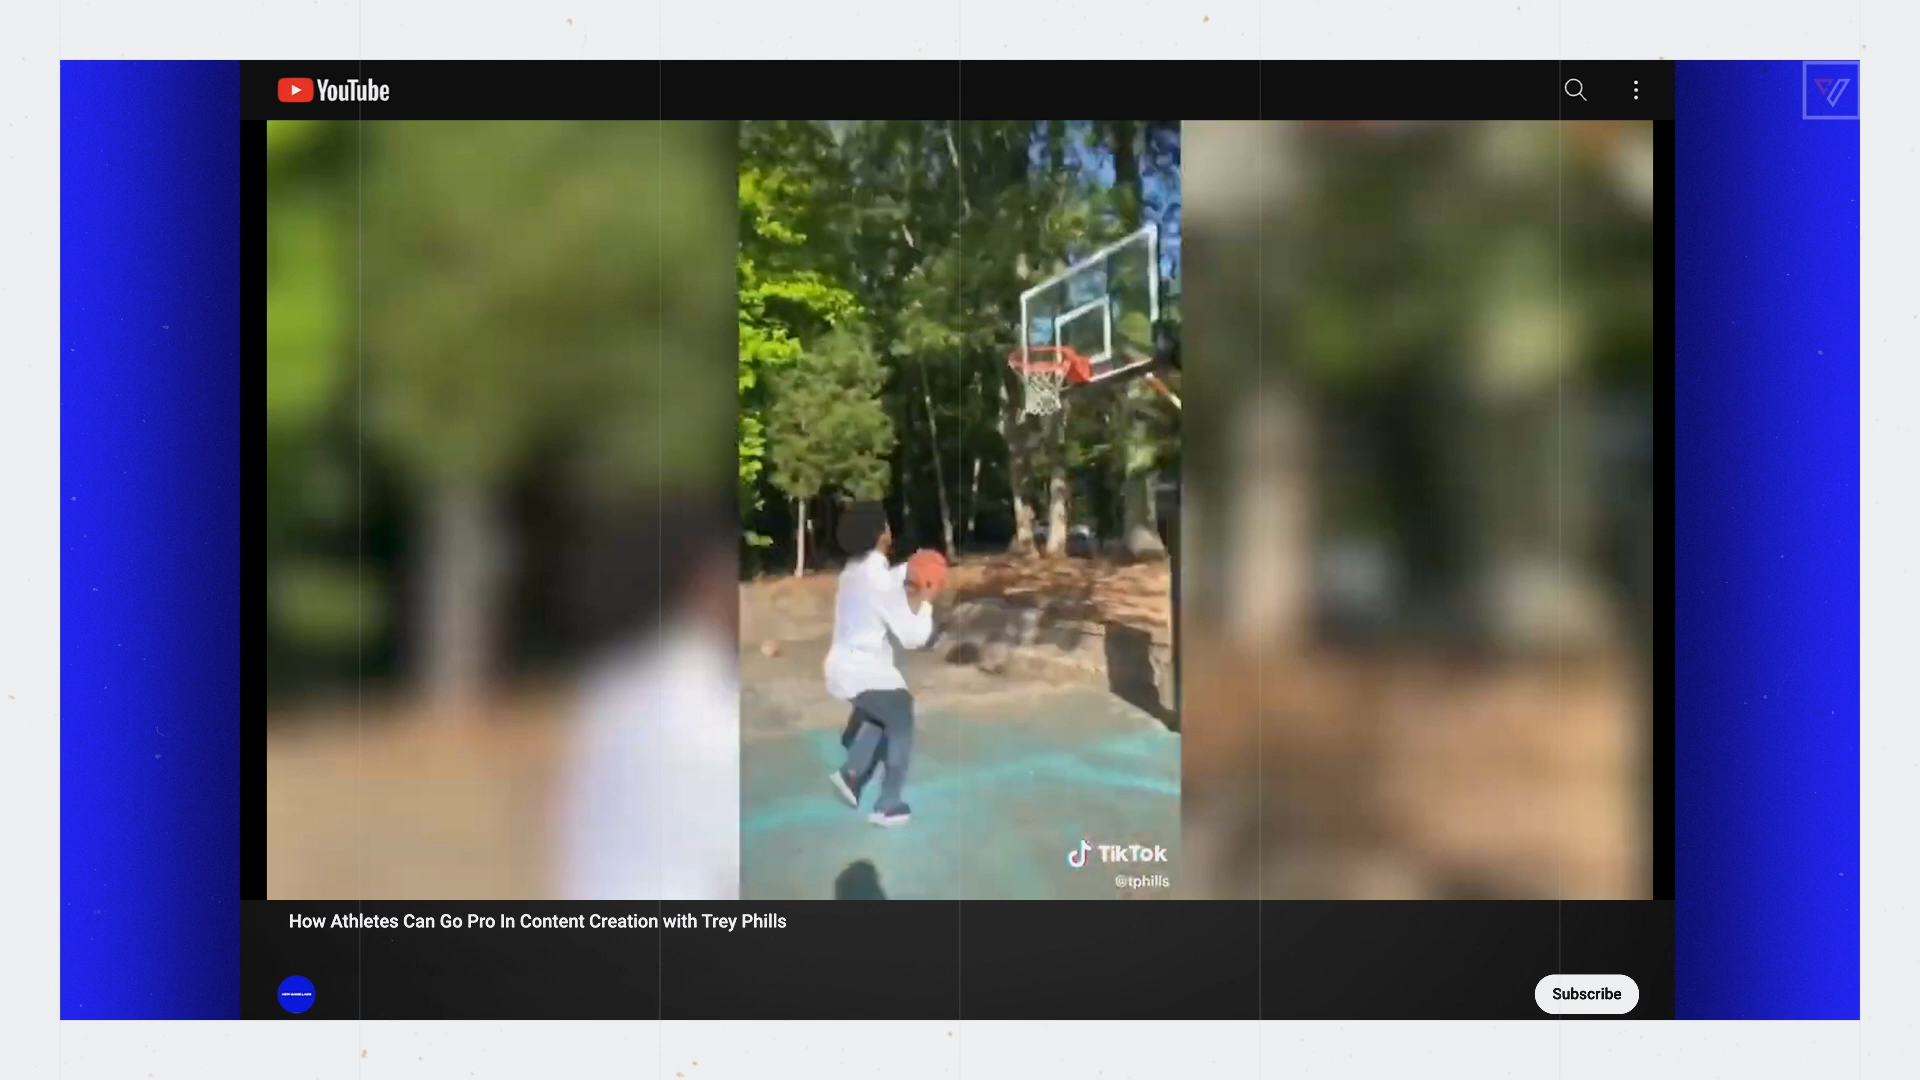 YouTube
TikTok
@tphills
How Athletes Can Go Pro In Content Creation with Trey Phills
Subscribe